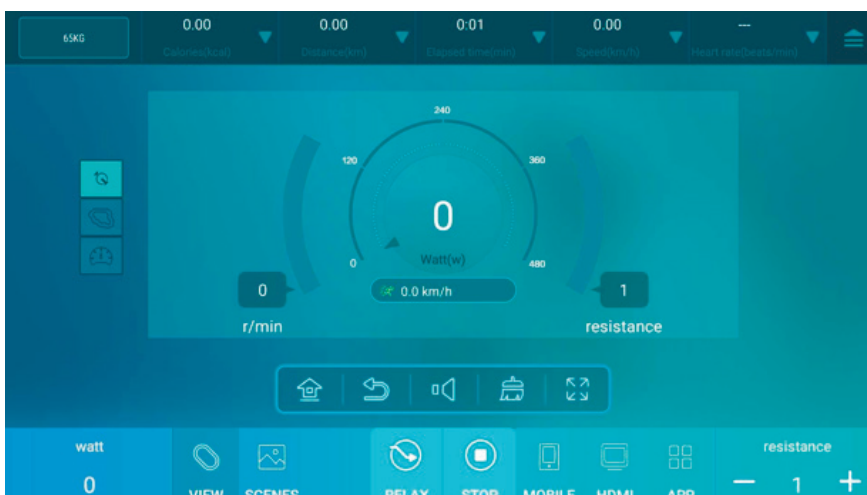 65KG
0.00
Calories(kcal)
0.00
Distance(km)
0:01
Elapsed time(min)
0.00
Speed(km/h)
---
Heart rate(beats/min)
240
120
360
0
Watt(w)
0
480
0.0 km/h
0
r/min
1
resistance
watt
0
VIEW
SCENES
RELAX
STOP
MOBILE
HDMI
APP
resistance
1